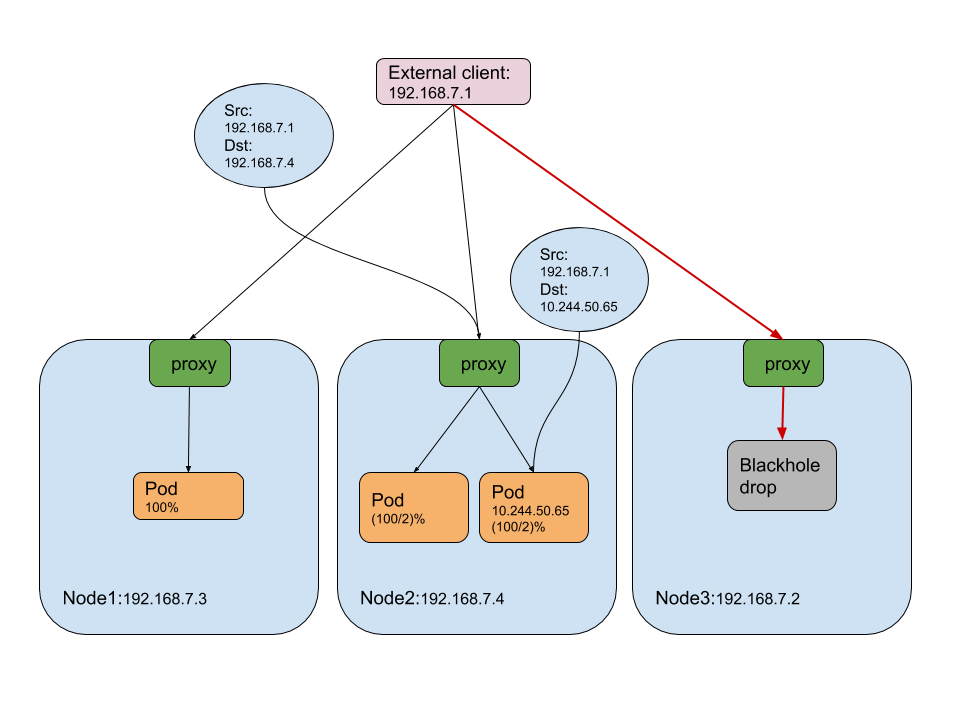 External client:
192.168.7.1
Src:
192.168.7.1
Dst:
192.168.7.4
Src:
192.168.7.1
Dst:
10.244.50.65
proxy
proxy
proxy
Blackhole
drop
Pod
100%
Pod
(100/2)%
Pod
10.244.50.65
(100/2)%
Node1:192.168.7.3
Node2:192.168.7.4
Node3:192.168.7.2